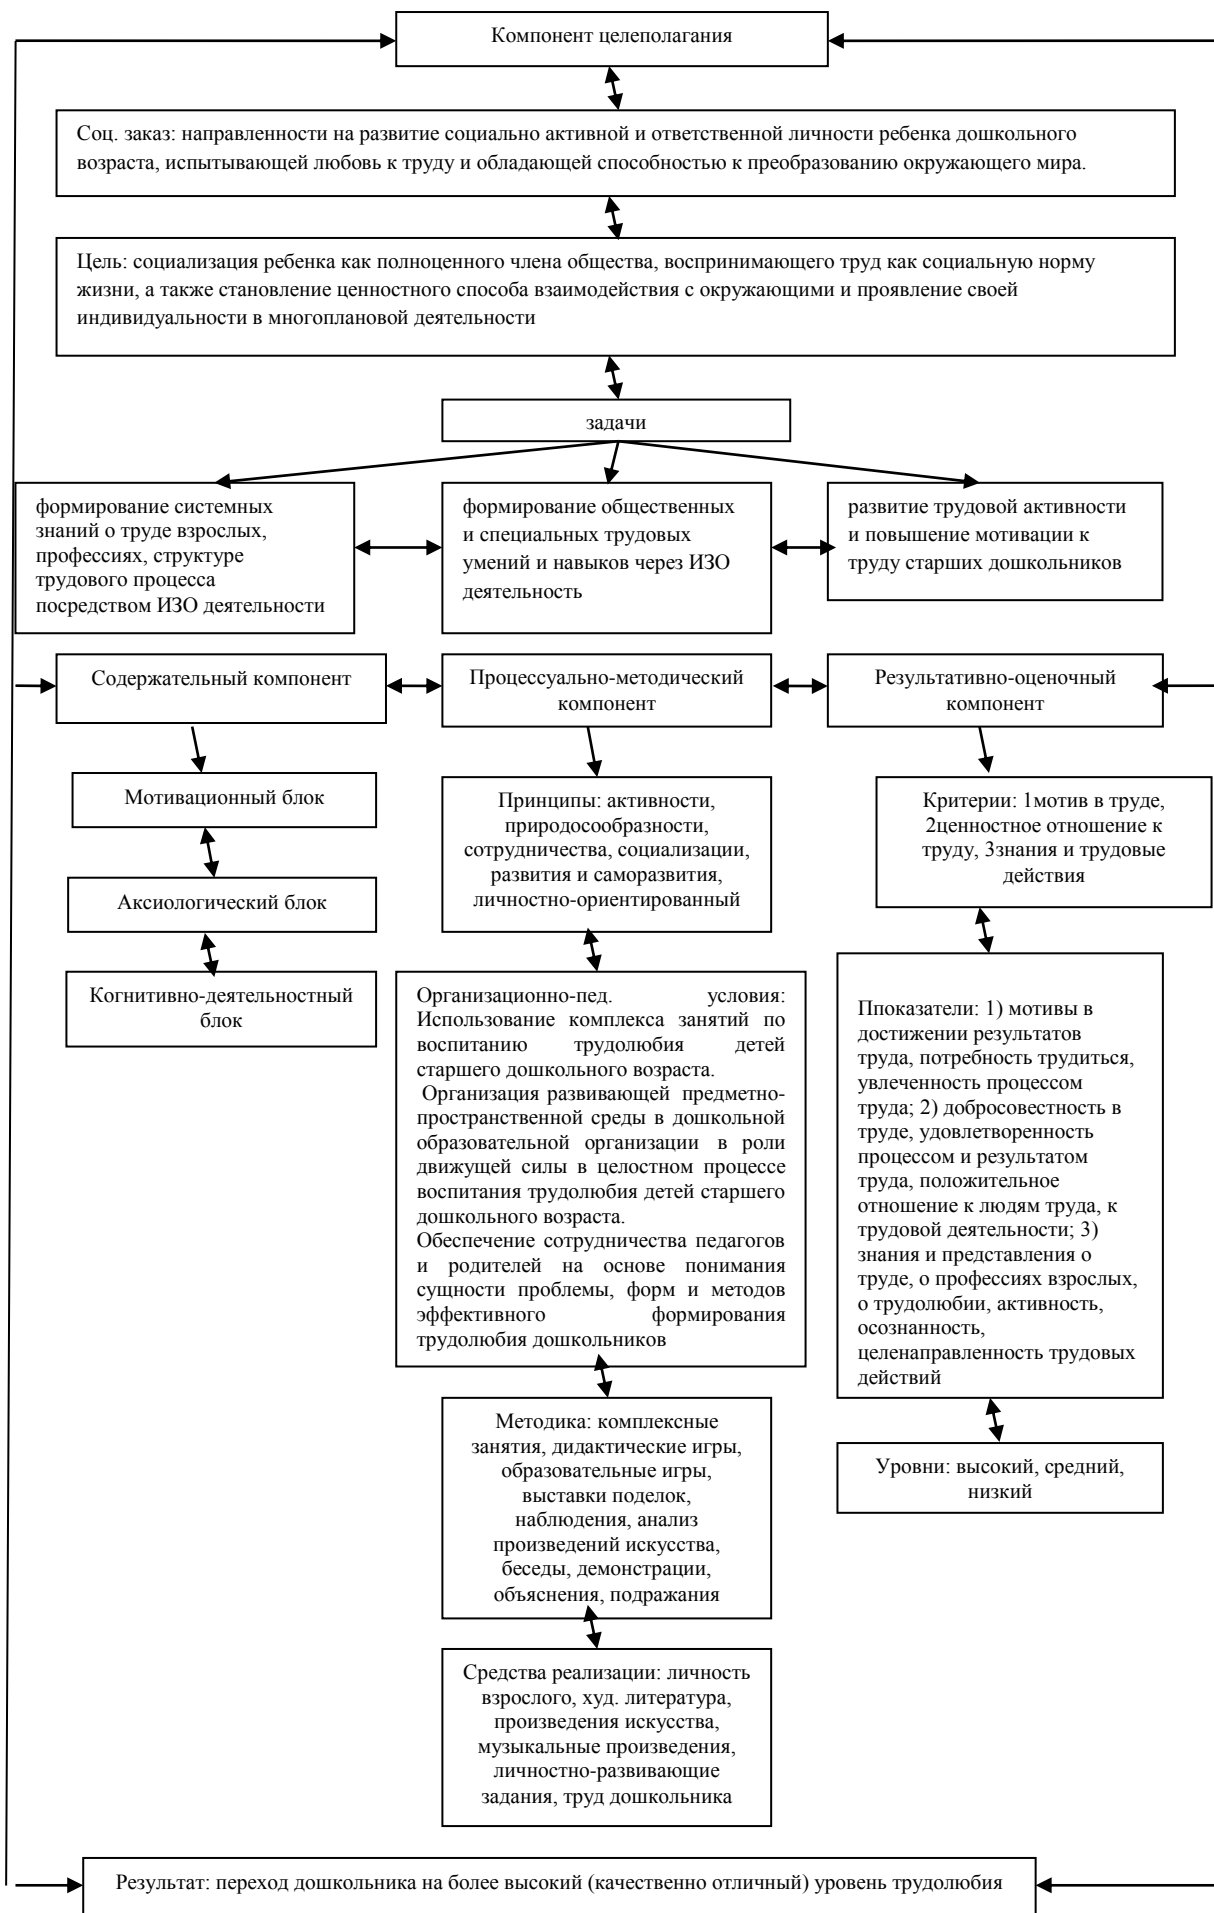 Компонент целеполагания
Соц. заказ: направленности на развитие социально активной и ответственной личности ребенка дошкольного
возраста, испытывающей любовь к труду и обладающей способностью к преобразованию окружающего мира.
Цель: социализация ребенка как полноценного члена общества, воспринимающего труд как социальную норму
жизни, а также становление ценностного способа взаимодействия с окружающими и проявление своей
индивидуальности в многоплановой деятельности
задачи
формирование системных
знаний о труде взрослых,
профессиях, структуре
трудового процесса
посредством ИЗО деятельности
формирование общественных
и специальных трудовых
умений и навыков через ИЗО
деятельность
развитие трудовой активности
и повышение мотивации к
труду старших дошкольников
Содержательный компонент
Процессуально-методический
компонент
Результативно-оценочный
компонент
Мотивационный блок
Аксиологический блок
Когнитивно-деятельностный
блок
Принципы: активности,
природосообразности,
сотрудничества, социализации,
развития и саморазвития,
личностно-ориентированный
Организационно-пед. условия:
Использование комплекса занятий по
воспитанию трудолюбия детей
старшего дошкольного возраста.
Организация развивающей предметно-
пространственной среды в дошкольной
образовательной организации в роли
движущей силы в целостном процессе
воспитания трудолюбия детей старшего
дошкольного возраста.
Обеспечение сотрудничества педагогов
и родителей на основе понимания
сущности проблемы, форм и методов
эффективного формирования
трудолюбия дошкольников
Методика: комплексные
занятия, дидактические игры,
образовательные игры,
выставки поделок,
наблюдения, анализ
произведений искусства,
беседы, демонстрации,
объяснения, подражания
Средства реализации: личность
взрослого, худ. литература,
произведения искусства,
музыкальные произведения,
личностно-развивающие
задания, труд дошкольника
Критерии: 1мотив в труде,
2ценностное отношение к
труду, 3знания и трудовые
действия
Ппоказатели: 1) мотивы в
достижении результатов
труда, потребность трудиться,
увлеченность процессом
труда; 2) добросовестность в
труде, удовлетворенность
процессом и результатом
труда, положительное
отношение к людям труда, к
трудовой деятельности; 3)
знания и представления о
труде, о профессиях взрослых,
о трудолюбии, активность,
осознанность,
целенаправленность трудовых
действий
Уровни: высокий, средний,
низкий
Результат: переход дошкольника на более высокий (качественно отличный) уровень трудолюбия